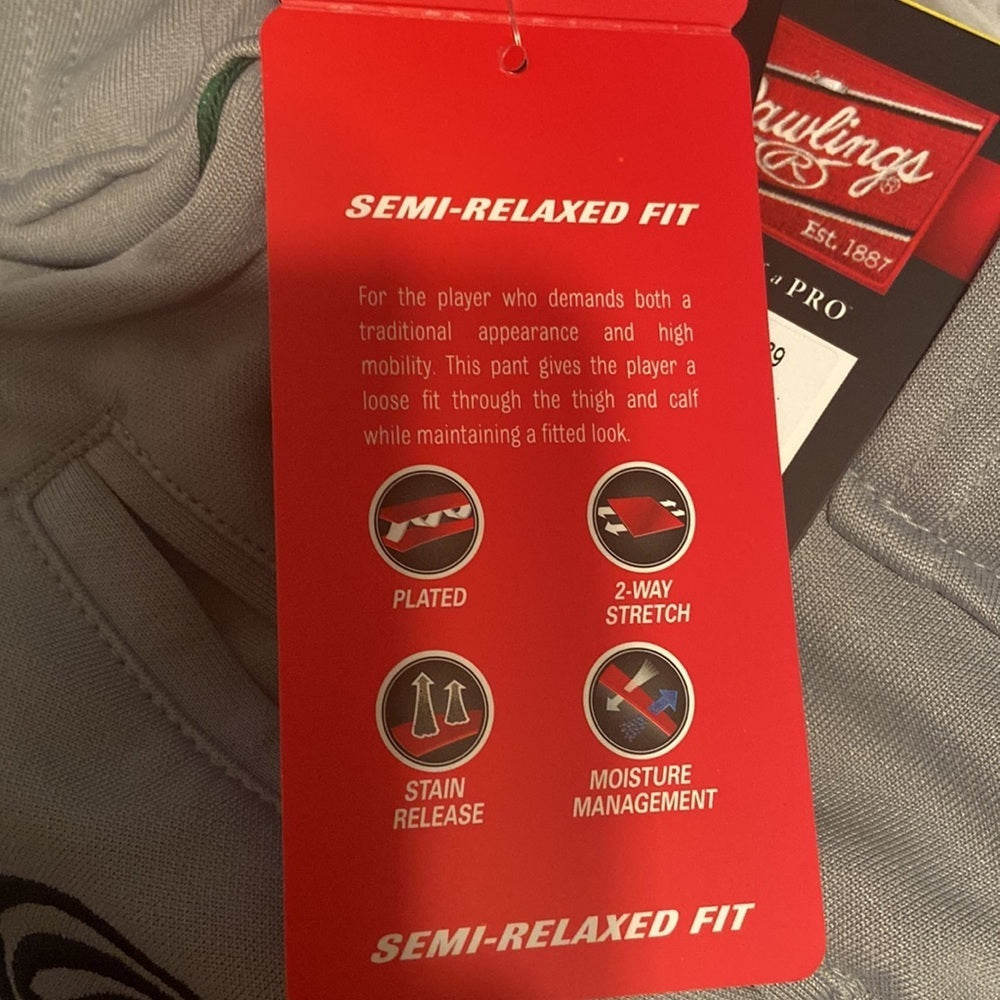 SEMI-RELAXED FIT
For the player who demands both a
traditional appearance and high
mobility. This pant gives the player a
loose fit through the thigh and calf
while maintaining a fitted look.
PLATED
2-WAY
STRETCH
STAIN
RELEASE
MOISTURE
MANAGEMENT
SEMI-RELAXED FIT
Rawlings®
R
Est. 1887
a PRO